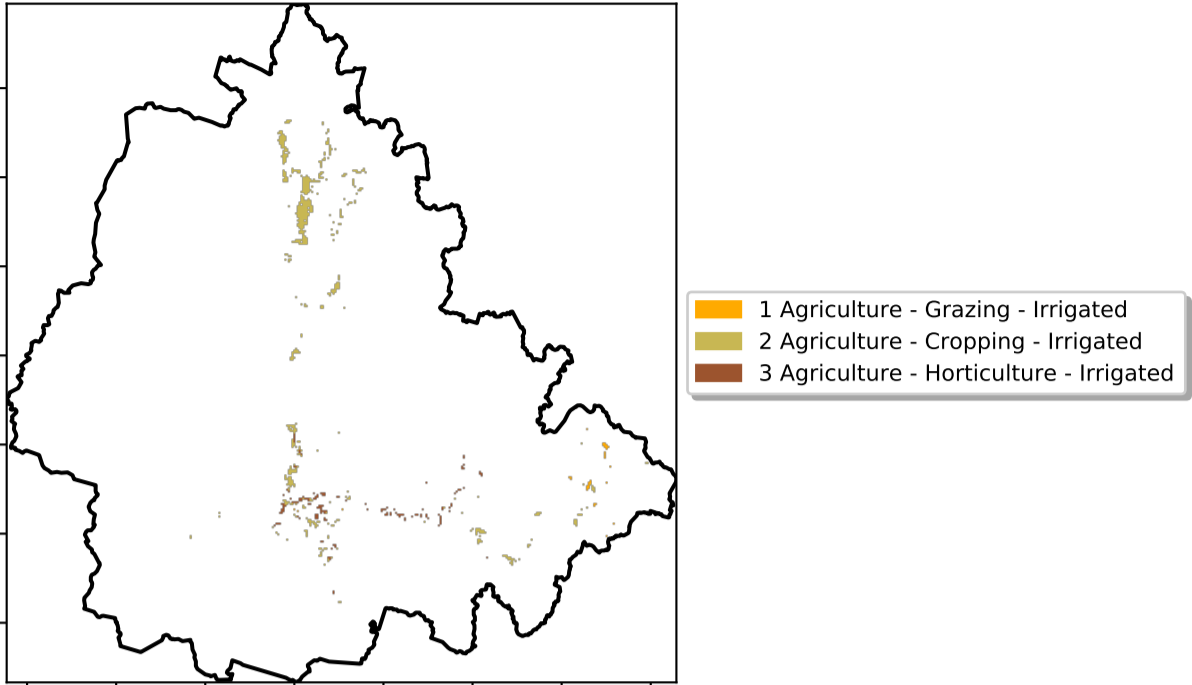 1 Agriculture - Grazing - Irrigated
2 Agriculture - Cropping - Irrigated
3 Agriculture - Horticulture - Irrigated